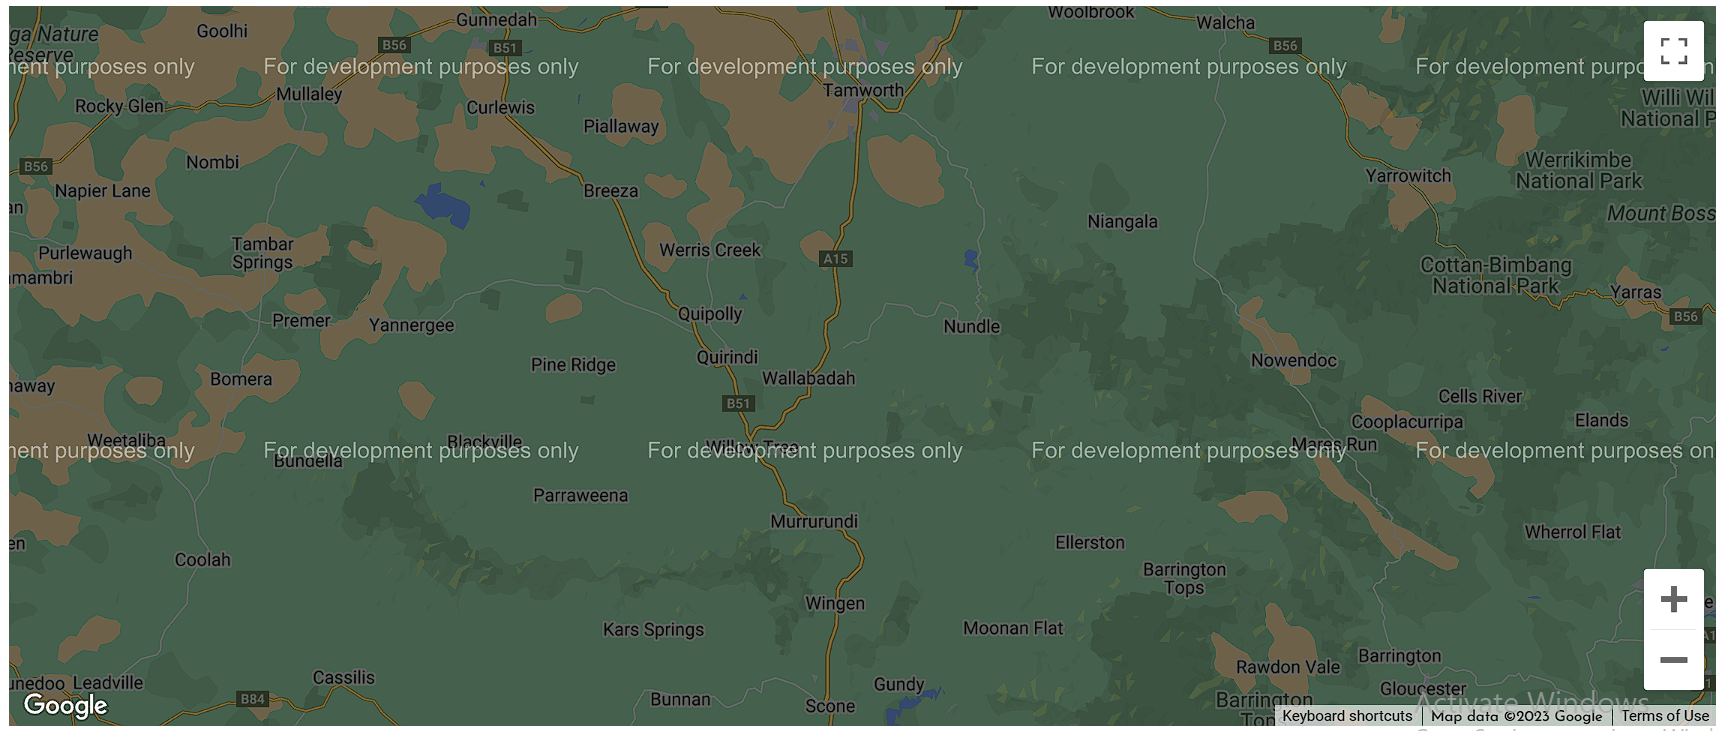 Gunnedah
Woolbrook
Walcha
Goolhi
ga Nature
Reserve
B56
B51
B56
ment purposes only
For development purposes only
For development purposes only
For development purposes only
For development purpo
Tamworth
Mullaley
Rocky Glen
Curlewis
Willi Wil
National P
Piallaway
Nombi
B56
Werrikimbe
National Park
Yarrowitch
Napier Lane
Breeza
an
Mount Boss
Niangala
Tambar
Springs
Purlewaugh
Werris Creek
A15
Cottan-Bimbang
National Park
amambri
Yarras
B56
Premer
Yannergee
Quipolly
Nundle
Quirindi
Nowendoc
Pine Ridge
Bomera
Wallabadah
naway
Cells River
B51
Cooplacurripa
Elands
Weetaliba
Blackville
Willow Tree
Mares Run
ment purposes only
For development purposes only
For development purposes only
For development purposes only
For development purposes on
Bundella
Parraweena
Murrurundi
Wherrol Flat
en
Ellerston
Coolah
Barrington
Tops
Wingen
Kars Springs
Moonan Flat
Barrington
Rawdon Vale
Cassilis
unedoo
Leadville
Gundy
Gloucester
B84
Bunnan
Scone
Barrington
Top
Google
Activate Windows
Keyboard shortcuts
Map data ©2023 Google
Terms of Use